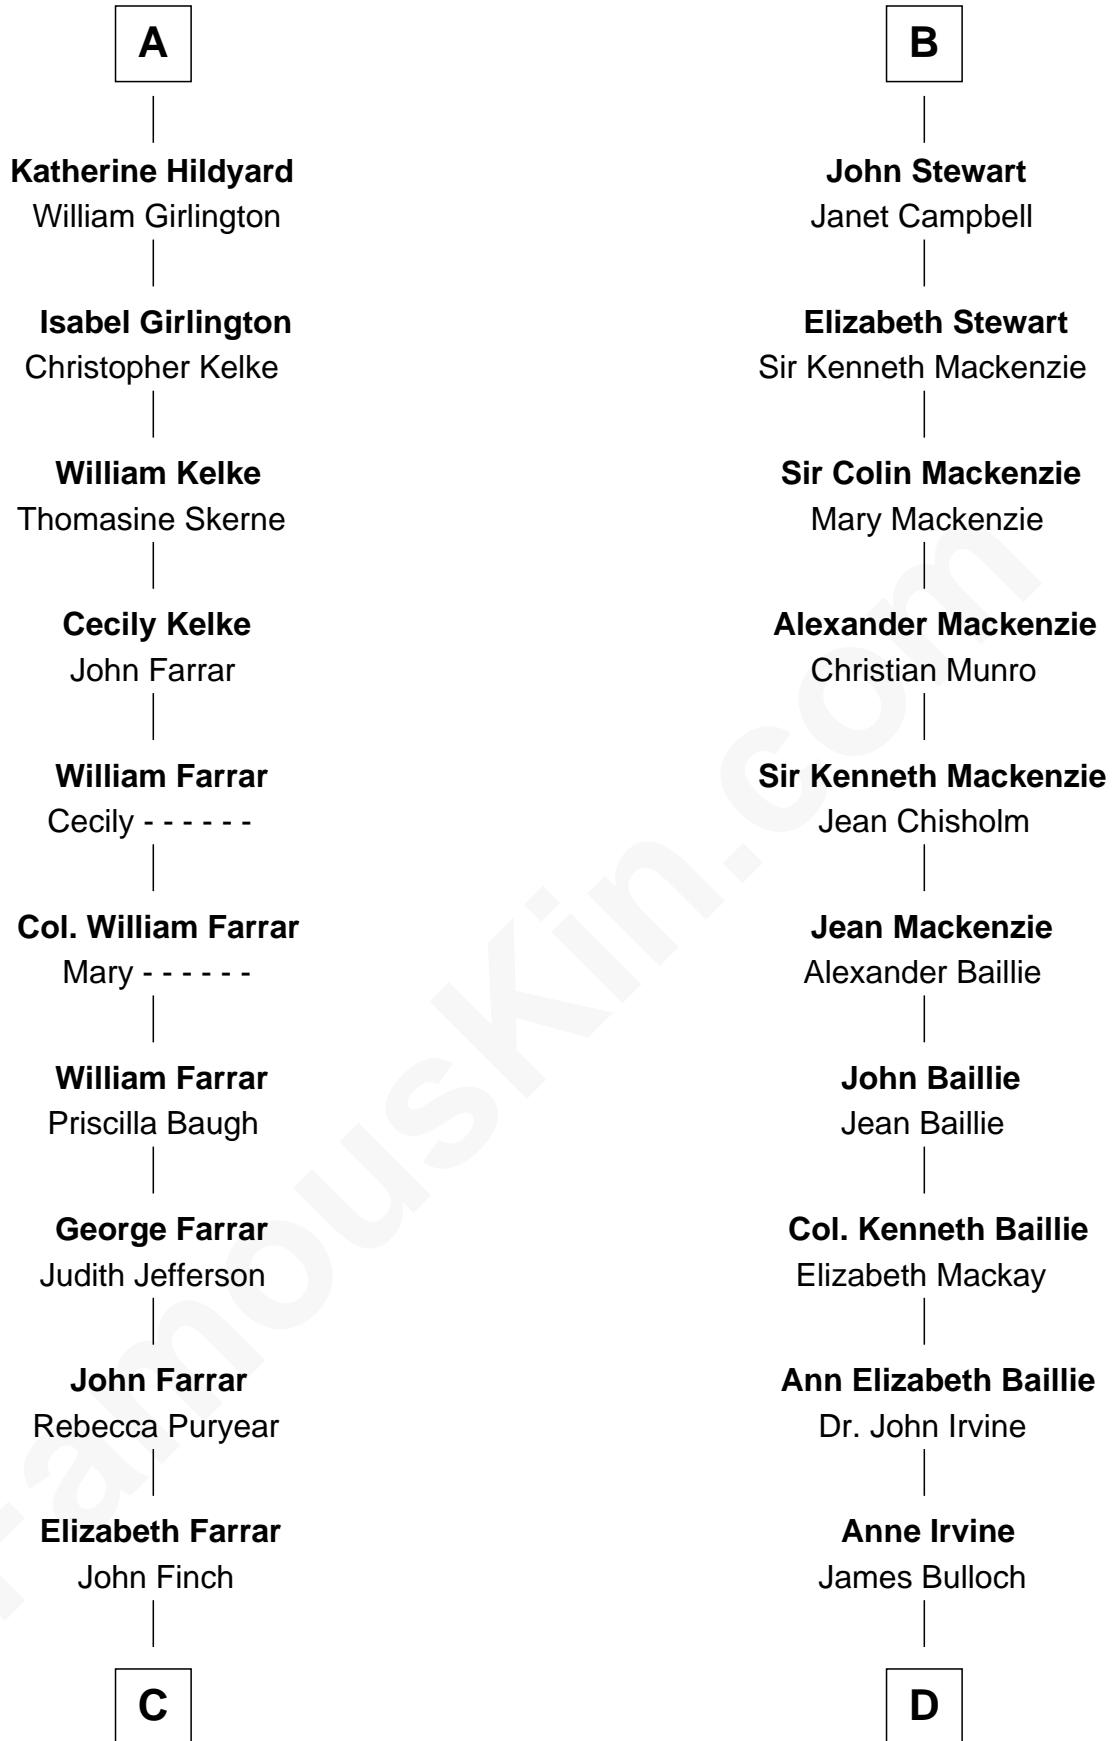 A
Katherine Hildyard
William Girlington
Isabel Girlington
Christopher Kelke
William Kelke
Thomasine Skerne
Cecily Kelke
John Farrar
William Farrar
Cecily - - - - - -
Col. William Farrar
Mary - - - - - -
William Farrar
Priscilla Baugh
George Farrar
Judith Jefferson
John Farrar
Rebecca Puryear
Elizabeth Farrar
John Finch
C
B
John Stewart
Janet Campbell
Elizabeth Stewart
Sir Kenneth Mackenzie
Sir Colin Mackenzie
Mary Mackenzie
Alexander Mackenzie
Christian Munro
Sir Kenneth Mackenzie
Jean Chisholm
Jean Mackenzie
Alexander Baillie
John Baillie
Jean Baillie
Col. Kenneth Baillie
Elizabeth Mackay
Ann Elizabeth Baillie
Dr. John Irvine
Anne Irvine
James Bulloch
D
FamousKin.com